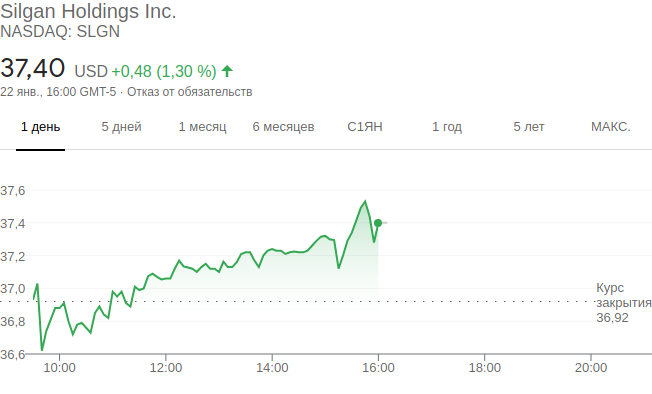 Silgan Holdings Inc.
NASDAQ: SLGN
37,40 USD +0,48 (1,30 %)
22 янв., 16:00 GMT-5 · Отказ от обязательств
1 день 5 дней 1 месяц 6 месяцев С1ЯН 1 год 5 лет МАКС.
37,6
37,4
37,2
37,0
Курс
закрытия
36,92
36,8
36,6
10:00 12:00 14:00 16:00 18:00 20:00